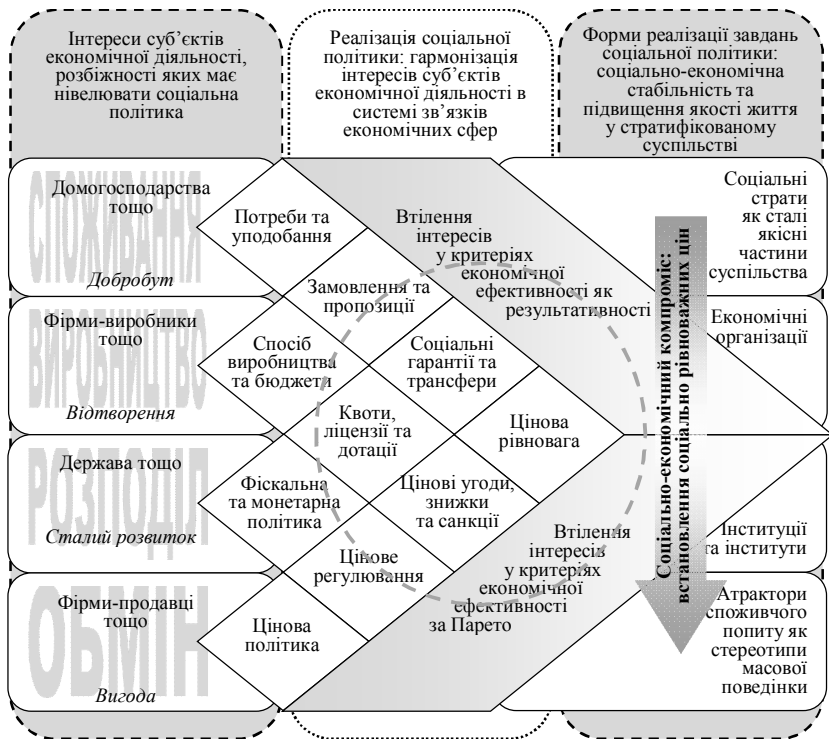 Інтереси суб’єктів
економічної діяльності,
розбіжності яких має
нівелювати соціальна
політика
Реалізація соціальної
політики: гармонізація
інтересів суб’єктів
економічної діяльності в
системі зв’язків
економічних сфер
Форми реалізації завдань
соціальної політики:
соціально-економічна
стабільність та
підвищення якості життя
у стратифікованому
суспільстві
СПОЖИВАННЯ
Домогосподарства
тощо
Добробут
ВИРОБНИЦТВО
Фірми-виробники
тощо
Відтворення
РОЗПОДІЛ
Держава тощо
Сталий розвиток
ОБМІН
Фірми-продавці
тощо
Вигода
Потреби та
уподобання
Замовлення та
пропозиції
Спосіб
виробництва
та бюджети
Соціальні
гарантії та
трансфери
Квоти,
ліцензії та
дотації
Цінова
рівновага
Фіскальна
та монетарна
політика
Цінові угоди,
знижки
та санкції
Цінове
регулювання
Цінова
політика
Втілення
інтересів
у критеріях
економічної
ефективності як
результативності
Втілення
інтересів
у критеріях
економічної
ефективності
за Парето
Соціально-економічний компроміс:
встановлення соціально рівноважних цін
Соціальні
страти
як сталі
якісні
частини
суспільства
Економічні
організації
Інституції
та інститути
Атрактори
споживчого
попиту як
стереотипи
масової
поведінки